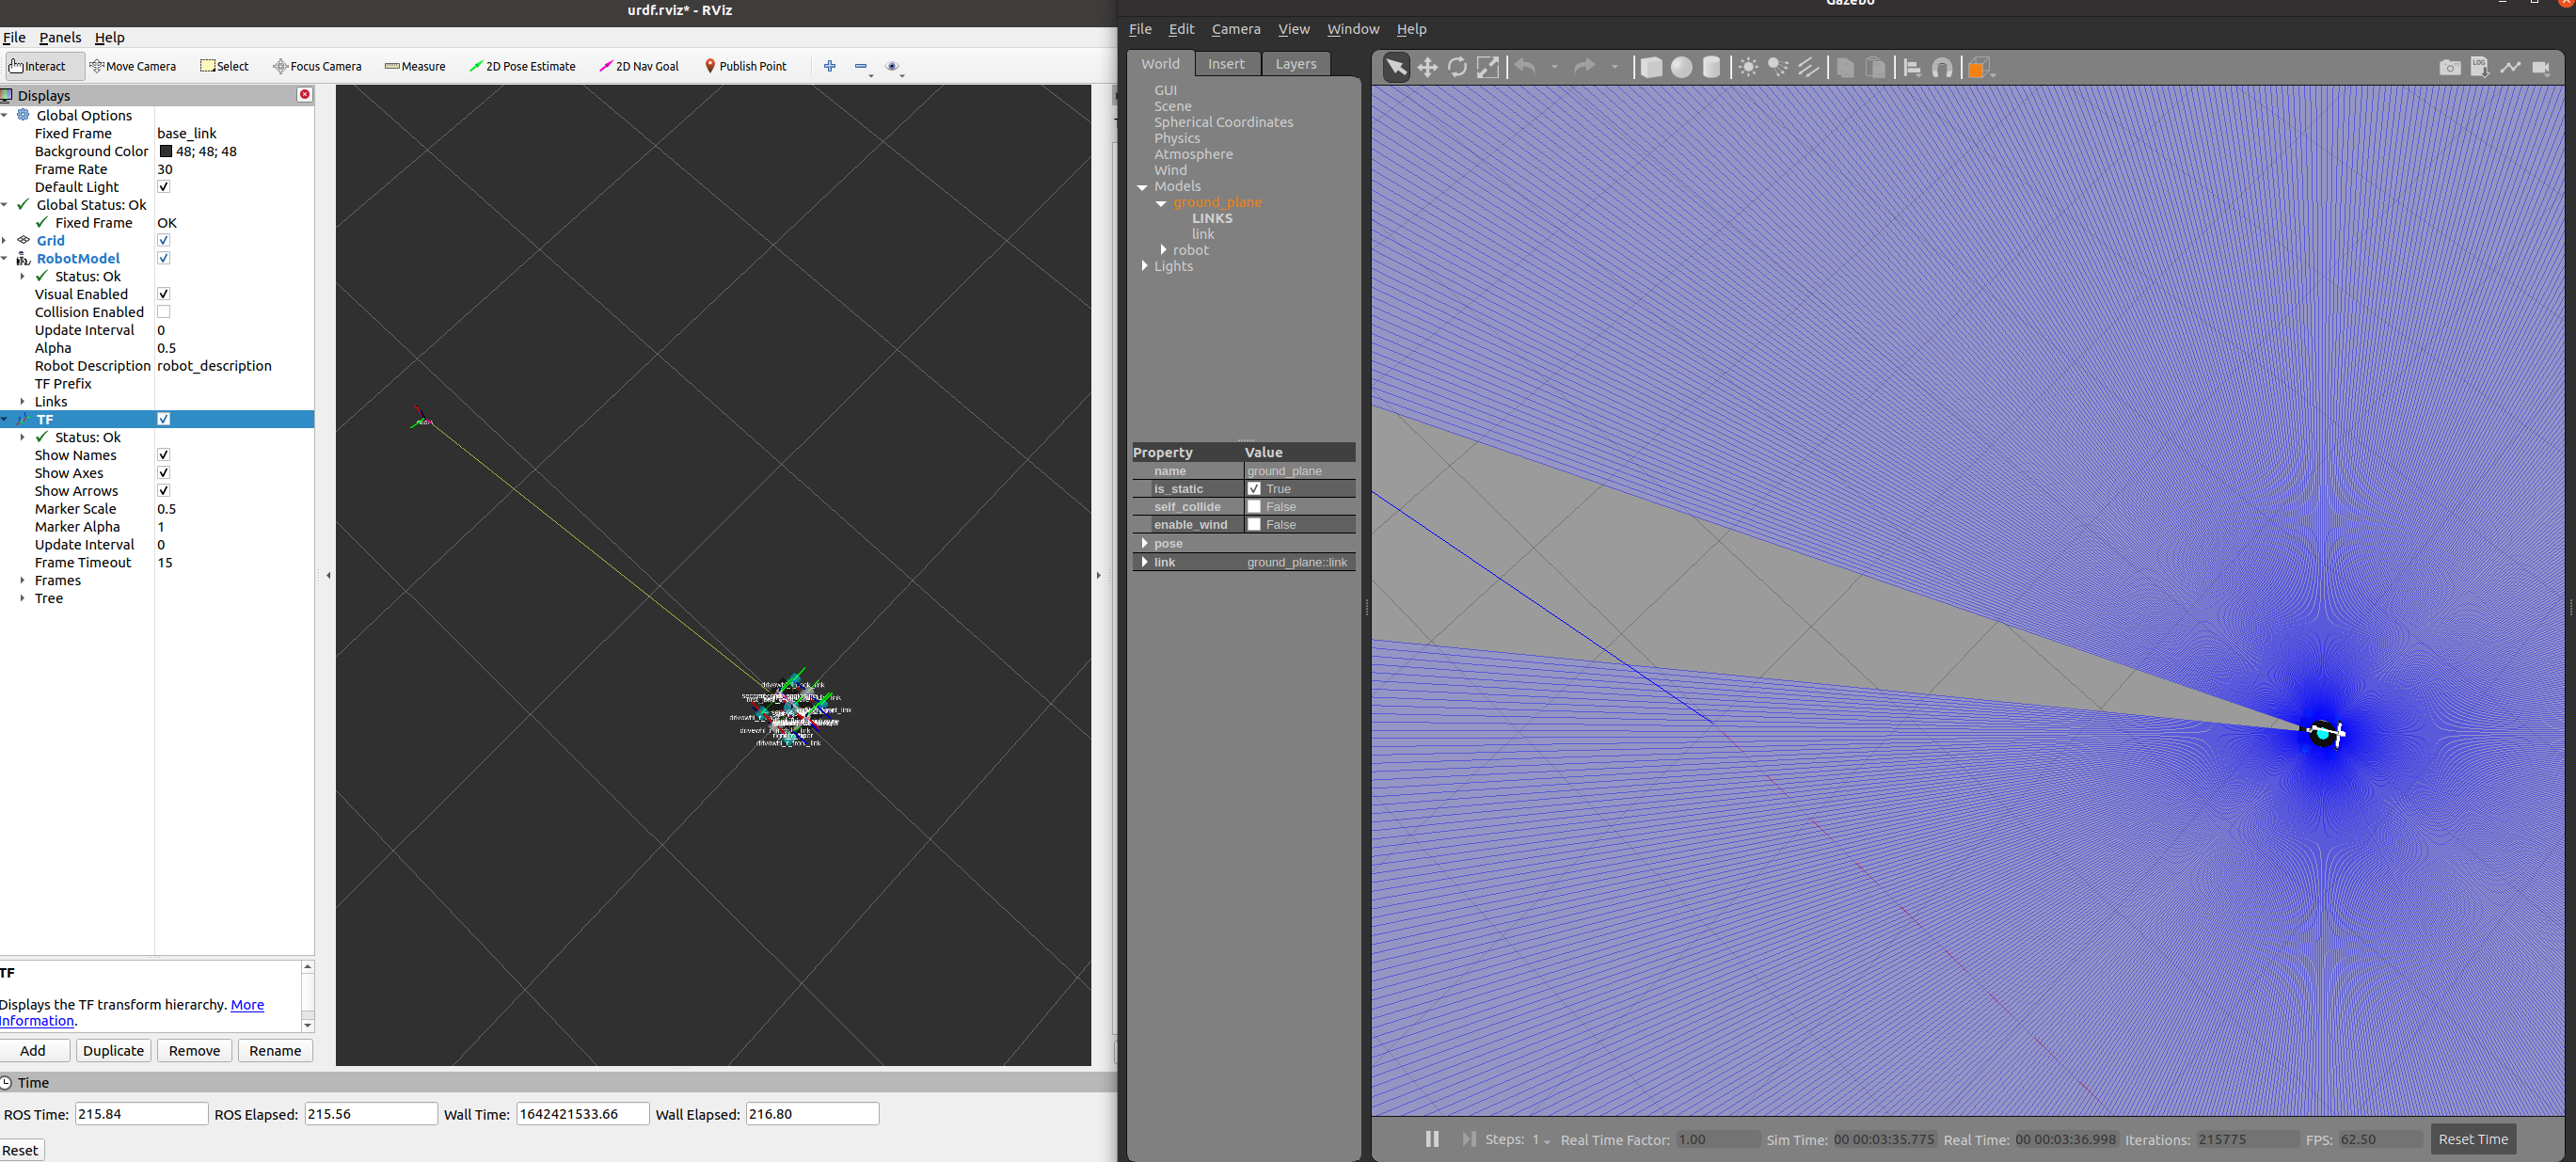 urdf.rviz* - RViz
File Panels Help
Interact Move Camera Select Focus Camera Measure 2D Pose Estimate 2D Nav Goal Publish Point
Displays
Global Options
Fixed Frame base_link
Background Color 48; 48; 48
Frame Rate 30
Default Light
Global Status: Ok
Fixed Frame OK
Grid
RobotModel
Status: Ok
Visual Enabled
Collision Enabled
Update Interval 0
Alpha 0.5
Robot Description robot_description
TF Prefix
Links
TF
Status: Ok
Show Names
Show Axes
Show Arrows
Marker Scale 0.5
Marker Alpha 1
Update Interval 0
Frame Timeout 15
Frames
Tree
TF
Displays the TF transform hierarchy. More
Information.
Add Duplicate Remove Rename
Time
ROS Time: 215.84 ROS Elapsed: 215.56 Wall Time: 1642421533.66 Wall Elapsed: 216.80
Reset
Gazebo
File Edit Camera View Window Help
World Insert Layers
LOG
GUI
Scene
Spherical Coordinates
Physics
Atmosphere
Wind
Models
ground_plane
LINKS
link
robot
Lights
Property Value
name ground_plane
is_static True
self_collide False
enable_wind False
pose
link ground_plane::link
Steps: 1 Real Time Factor: 1.00 Sim Time: 00 00:03:35.775 Real Time: 00 00:03:36.998 Iterations: 215775 FPS: 62.50 Reset Time